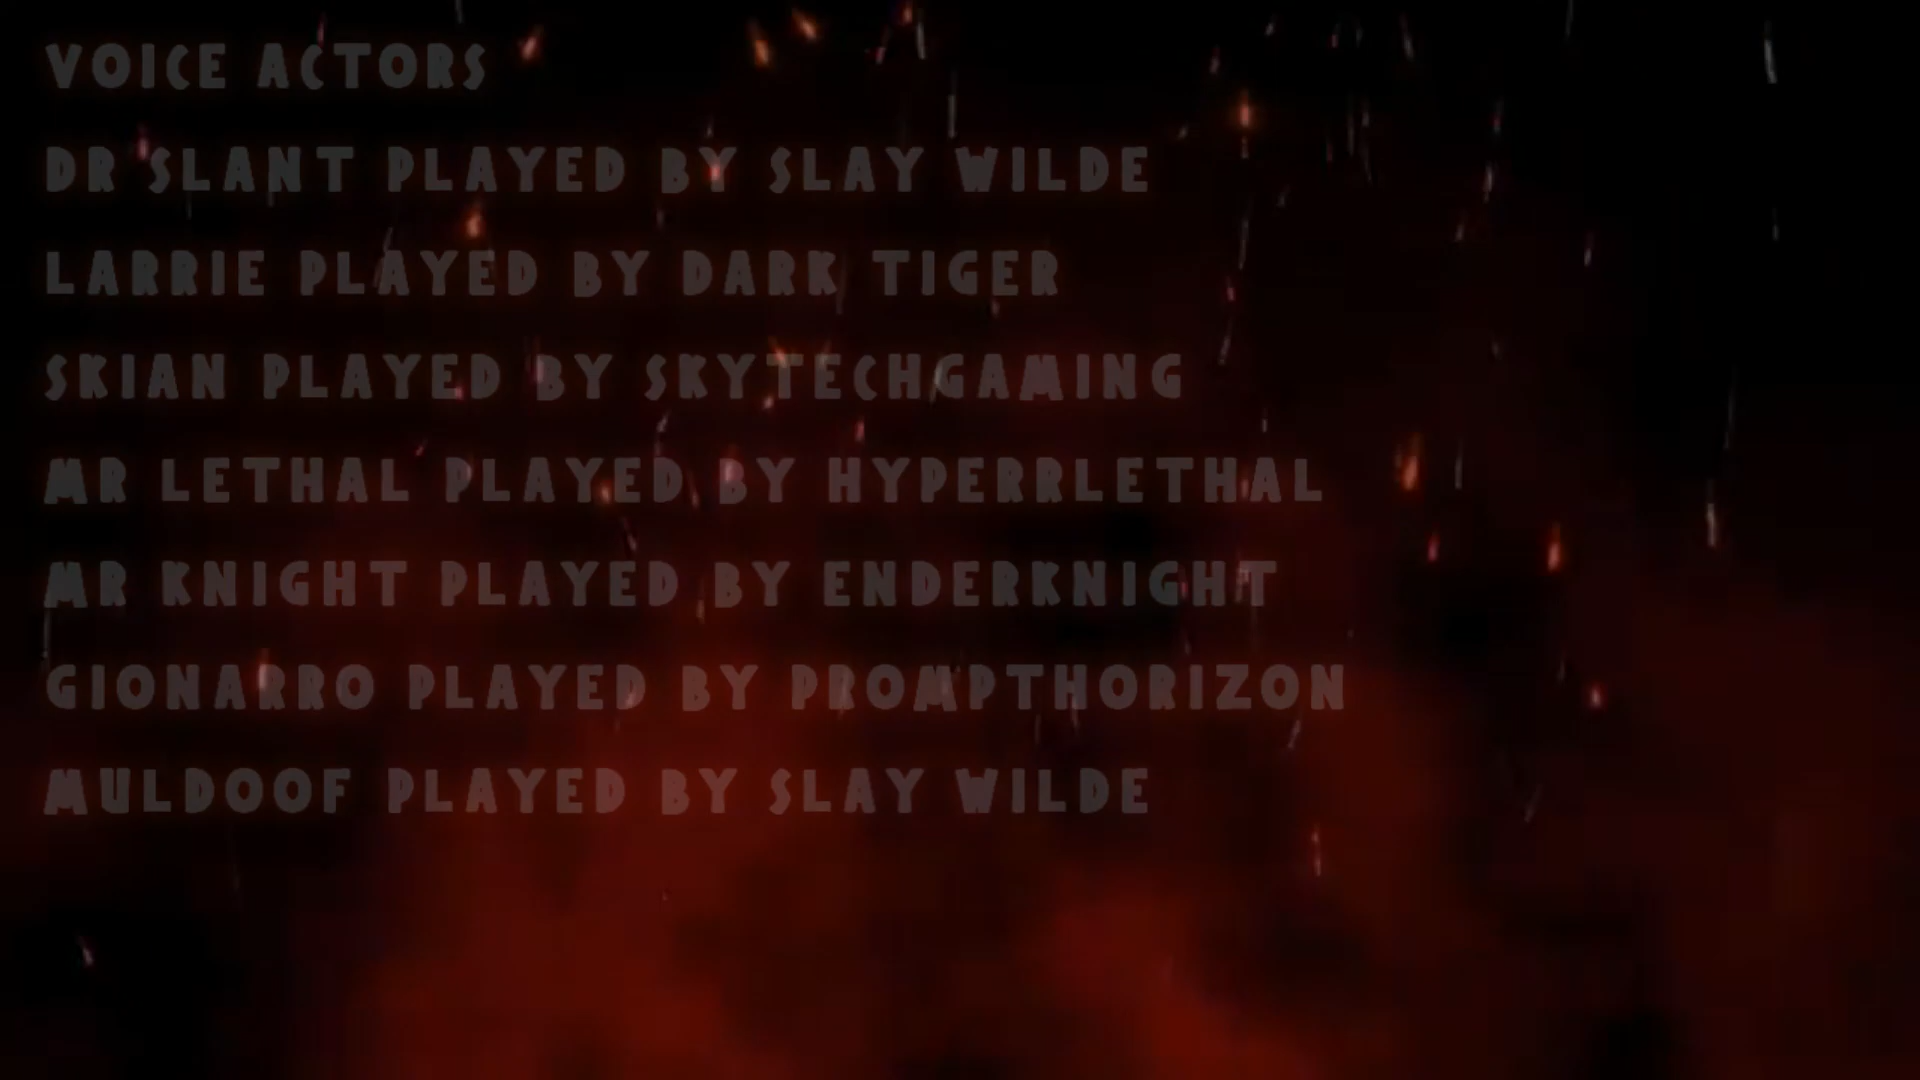 VOICE ACTORS
DR SLANT PLAYED BY SLAY WILDE
LARRIE PLAYED BY DARK TIGER
SKIAN PLAYED BY SKYTECHGAMING
MR LETHAL PLAYED BY HYPERRLETHAL
MR KNIGHT PLAYED BY ENDERKNIGHT
GIONARRO PLAYED BY PROMPTHORIZON
MULDOOF PLAYED BY SLAY WILDE